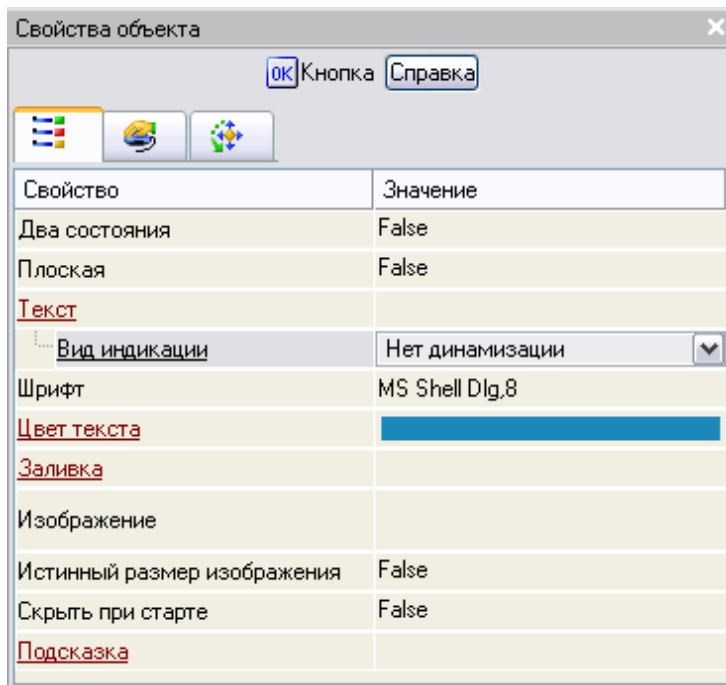 Свойства объекта
OK Кнопка Справка
Свойство Значение
Два состояния False
Плоская False
Текст
Вид индикации Нет динамизации
Шрифт MS Shell Dlg,8
Цвет текста
Заливка
Изображение
Истинный размер изображения False
Скрыть при старте False
Подсказка